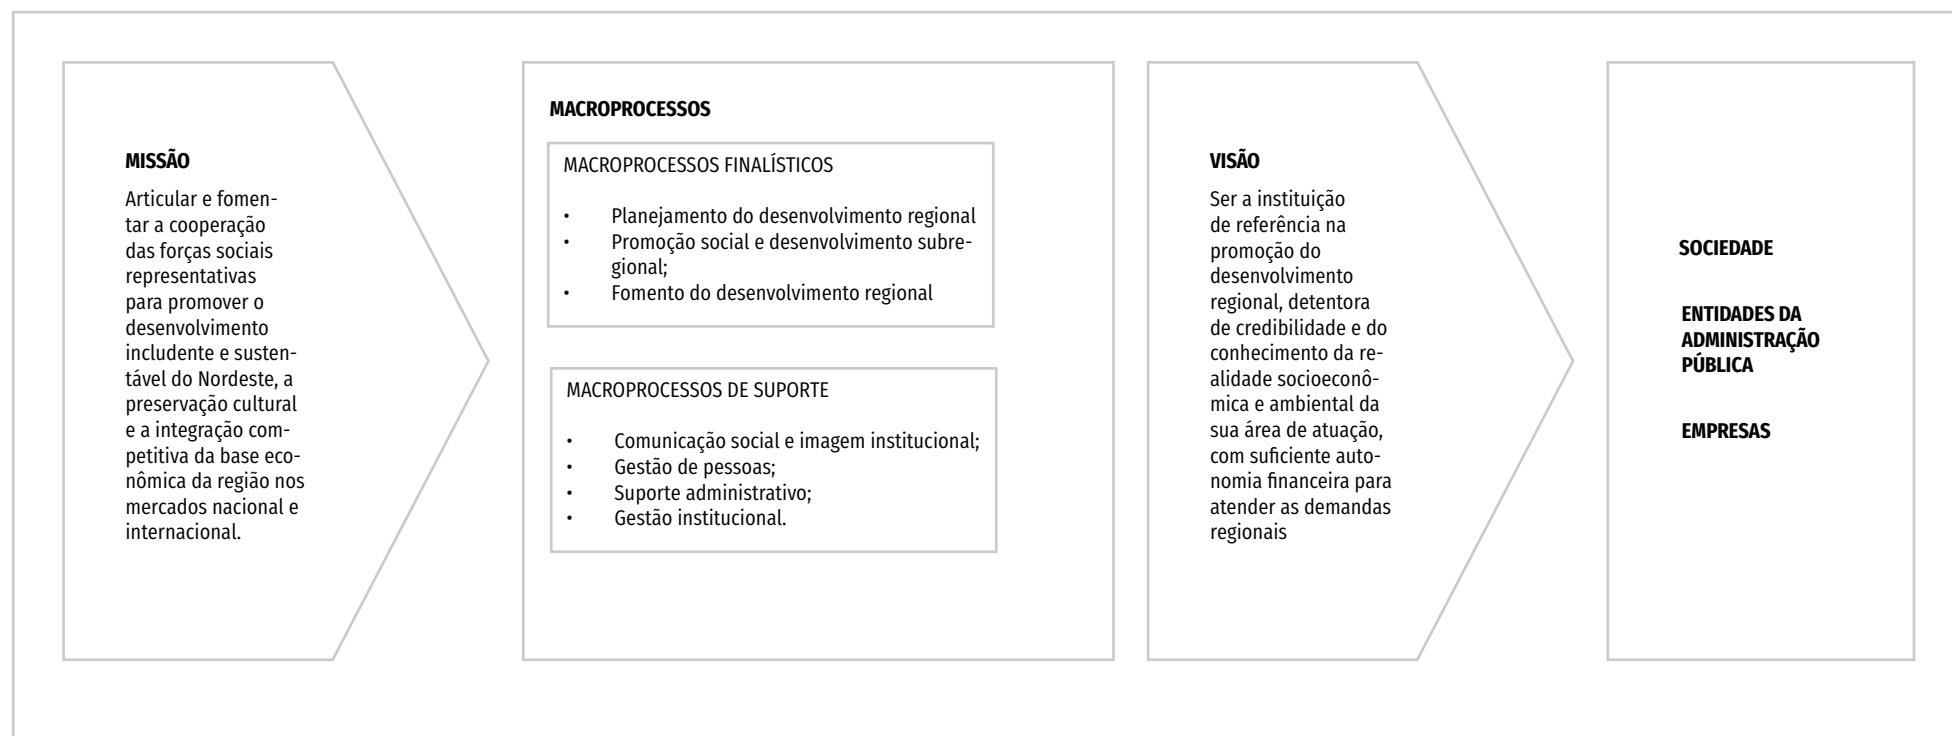 MISSÃO
Articular e fomen-
tar a cooperação
das forças sociais
representativas
para promover o
desenvolvimento
includente e susten-
tável do Nordeste, a
preservação cultural
e a integração com-
petitiva da base eco-
nômica da região nos
mercados nacional e
internacional.
MACROPROCESSOS
MACROPROCESSOS FINALÍSTICOS
• Planejamento do desenvolvimento regional
• Promoção social e desenvolvimento subre-
gional;
• Fomento do desenvolvimento regional
MACROPROCESSOS DE SUPORTE
• Comunicação social e imagem institucional;
• Gestão de pessoas;
• Suporte administrativo;
• Gestão institucional.
VISÃO
Ser a instituição
de referência na
promoção do
desenvolvimento
regional, detentora
de credibilidade e do
conhecimento da re-
alidade socioeconô-
mica e ambiental da
sua área de atuação,
com suficiente auto-
nomia financeira para
atender as demandas
regionais
SOCIEDADE
ENTIDADES DA
ADMINISTRAÇÃO
PÚBLICA
EMPRESAS